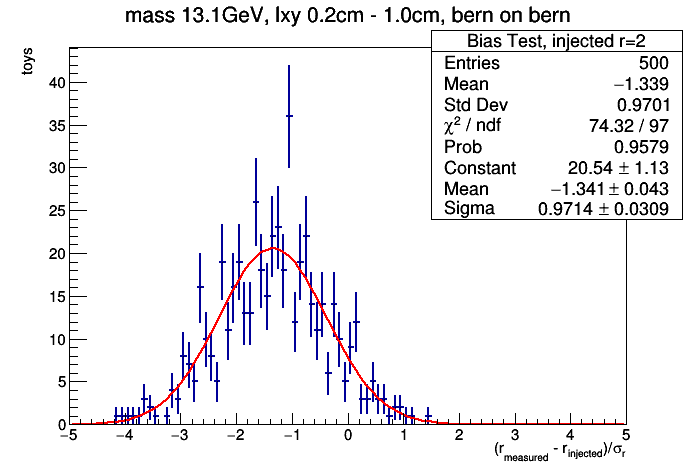 mass 13.1GeV, lxy 0.2cm - 1.0cm, bern on bern
Bias Test, injected r=2
Entries 500
Mean −1.339
Std Dev 0.9701
χ² / ndf 74.32 / 97
Prob 0.9579
Constant 20.54 ± 1.13
Mean −1.341 ± 0.043
Sigma 0.9714 ± 0.0309
toys
40
35
30
25
20
15
10
5
0
−5 −4 −3 −2 −1 0 1 2 3 4 5
(r_measured - r_injected)/σ_r